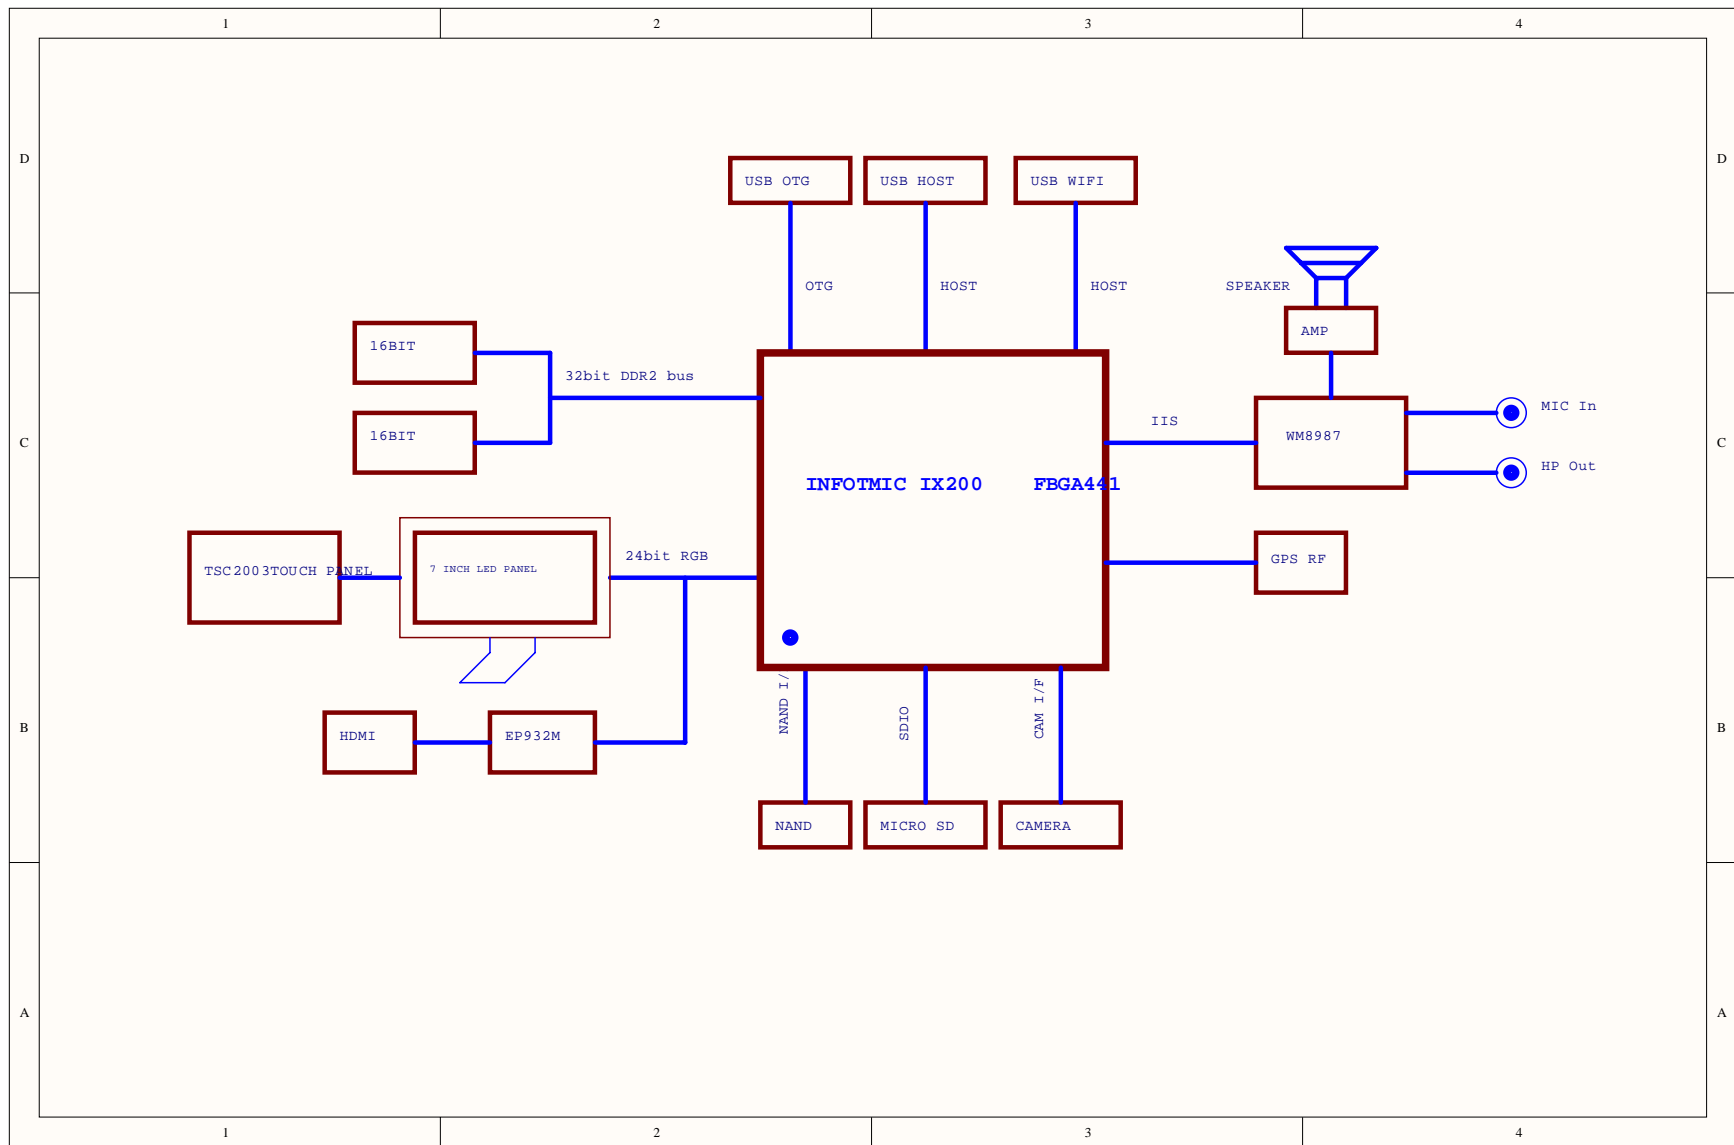 1 2 3 4
D D
USB OTG USB HOST USB WIFI
OTG HOST HOST SPEAKER
AMP
16BIT
32bit DDR2 bus
MIC In
IIS
C 16BIT WM8987 C
HP Out
INFOTMIC IX200 FBGA441
24bit RGB
TSC2003TOUCH PANEL 7 INCH LED PANEL GPS RF
NAND I/ SDIO CAM I/F
B B
HDMI EP932M
NAND MICRO SD CAMERA
A A
1 2 3 4